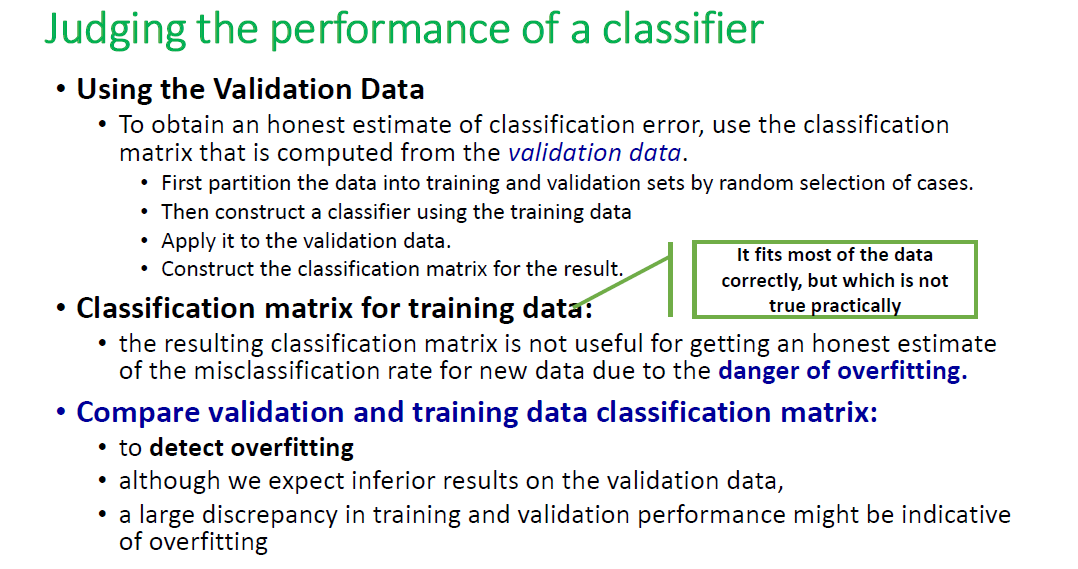 Judging the performance of a classifier
• Using the Validation Data
• To obtain an honest estimate of classification error, use the classification
matrix that is computed from the validation data.
• First partition the data into training and validation sets by random selection of cases.
• Then construct a classifier using the training data
• Apply it to the validation data.
• Construct the classification matrix for the result.
It fits most of the data
correctly, but which is not
true practically
• Classification matrix for training data:
• the resulting classification matrix is not useful for getting an honest estimate
of the misclassification rate for new data due to the danger of overfitting.
• Compare validation and training data classification matrix:
• to detect overfitting
• although we expect inferior results on the validation data,
• a large discrepancy in training and validation performance might be indicative
of overfitting